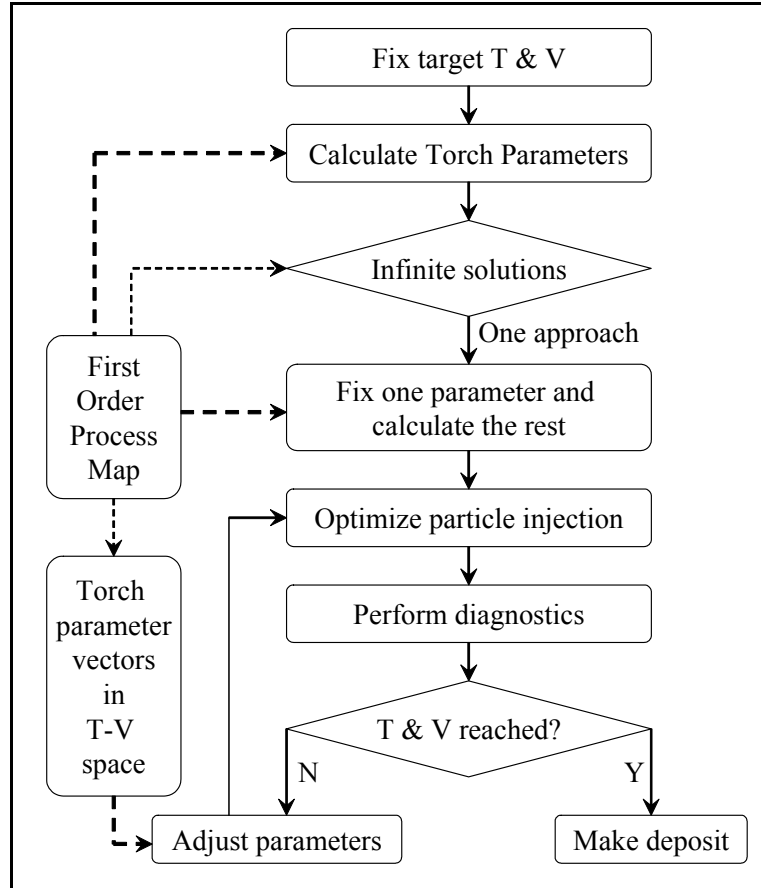 Fix target T & V
Calculate Torch Parameters
Infinite solutions
One approach
First
Order
Process
Map
Fix one parameter and
calculate the rest
Optimize particle injection
Torch
parameter
vectors
in
T-V
space
Perform diagnostics
T & V reached?
N
Y
Adjust parameters
Make deposit